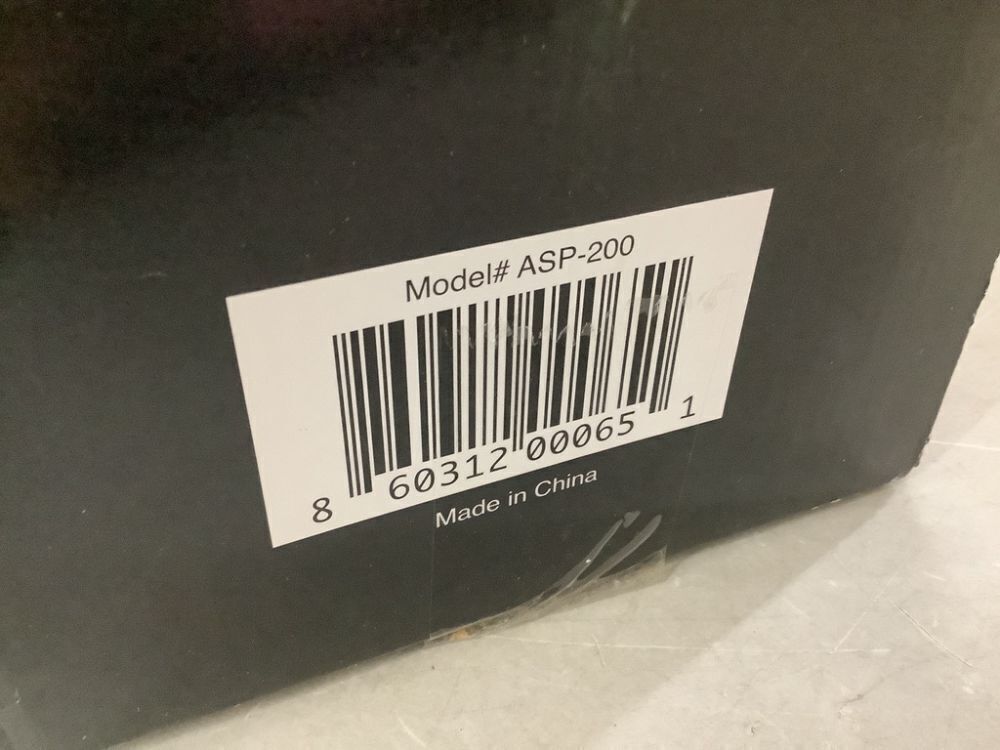 Model# ASP-200
8 60312 00065 1
Made in China